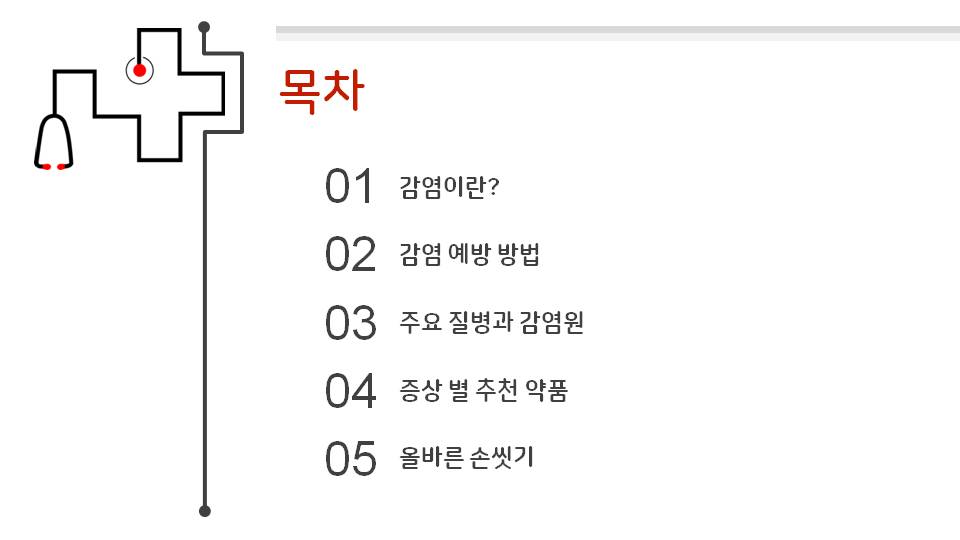 목차
01 감염이란?
02 감염 예방 방법
03 주요 질병과 감염원
04 증상 별 추천 약품
05 올바른 손씻기